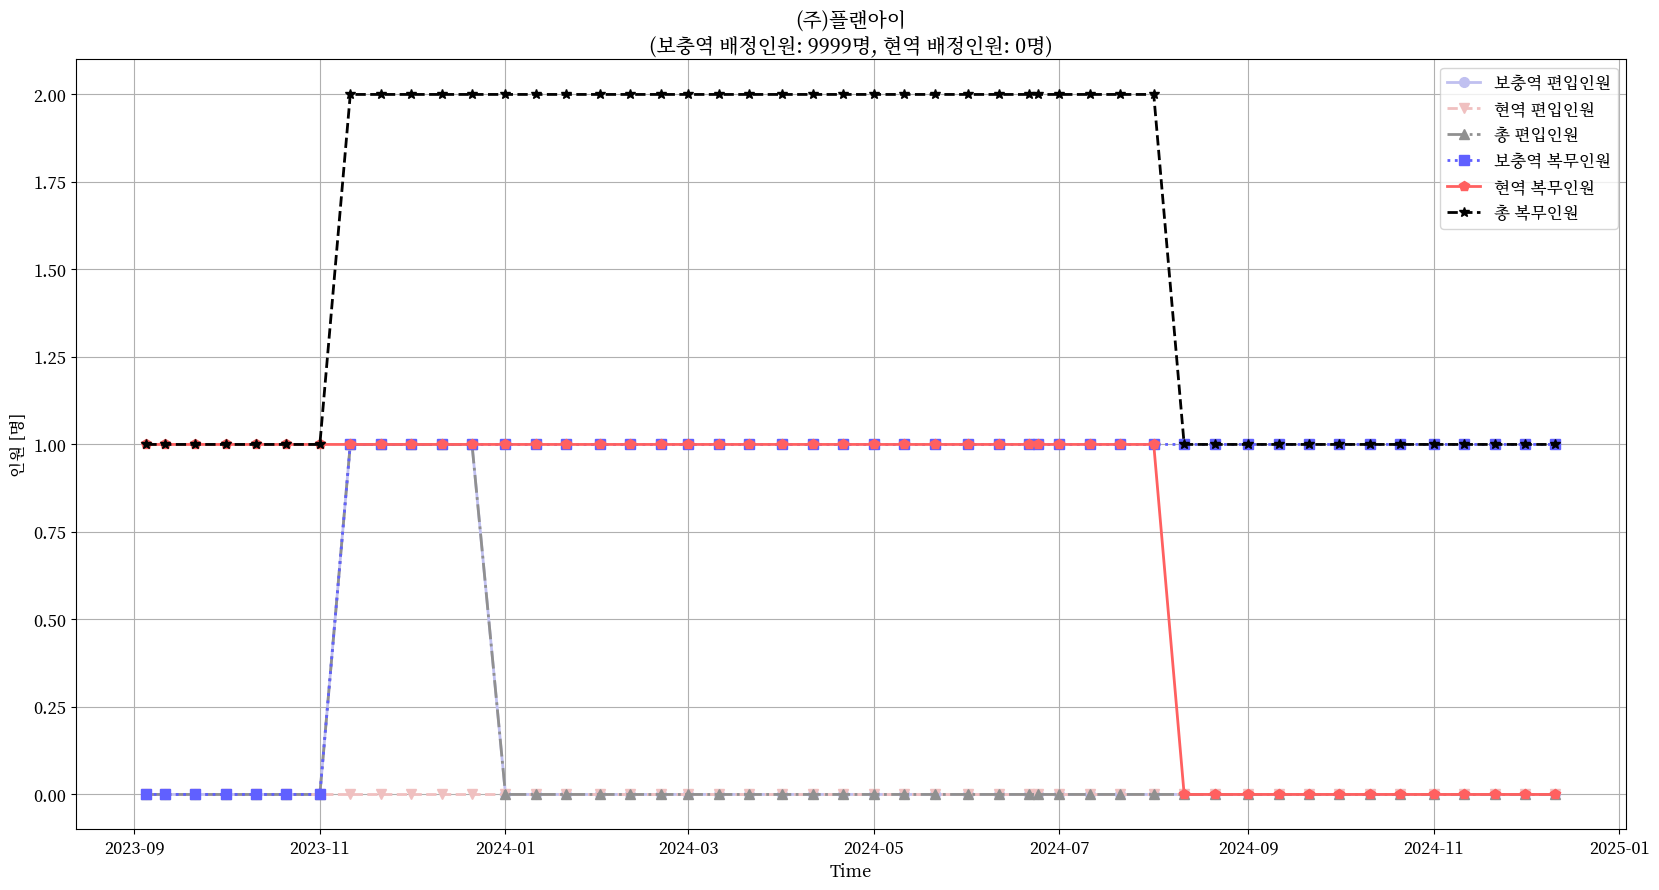 (주)플랜아이
(보충역 배정인원: 9999명, 현역 배정인원: 0명)
보충역 편입인원
현역 편입인원
총 편입인원
보충역 복무인원
현역 복무인원
총 복무인원
인원 [명]
2.00
1.75
1.50
1.25
1.00
0.75
0.50
0.25
0.00
2023-09
2023-11
2024-01
2024-03
2024-05
2024-07
2024-09
2024-11
2025-01
Time